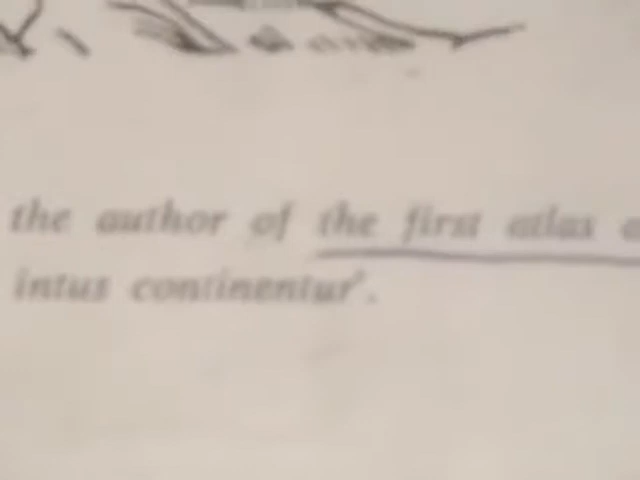 the author of the first atlas
intus continentur'.